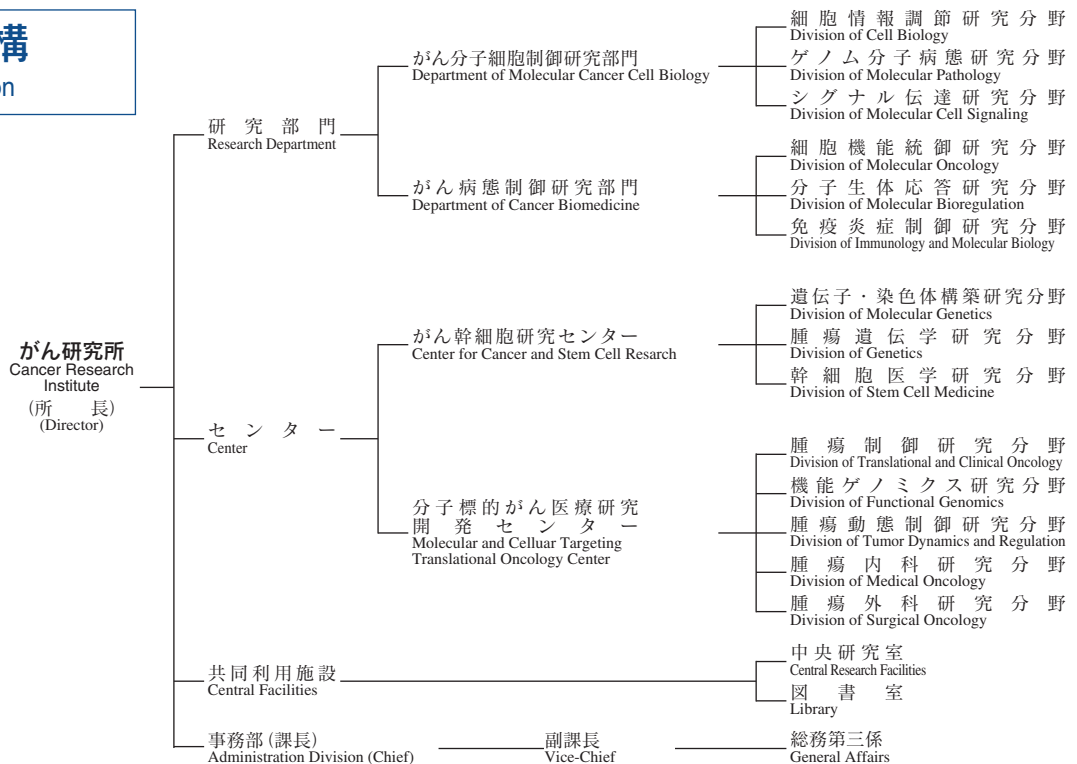 構
on
がん研究所
Cancer Research
Institute
(所 長)
(Director)
研究部門
Research Department
がん分子細胞制御研究部門
Department of Molecular Cancer Cell Biology
細胞情報調節研究分野
Division of Cell Biology
ゲノム分子病態研究分野
Division of Molecular Pathology
シグナル伝達研究分野
Division of Molecular Cell Signaling
がん病態制御研究部門
Department of Cancer Biomedicine
細胞機能統御研究分野
Division of Molecular Oncology
分子生体応答研究分野
Division of Molecular Bioregulation
免疫炎症制御研究分野
Division of Immunology and Molecular Biology
センター
Center
がん幹細胞研究センター
Center for Cancer and Stem Cell Resarch
遺伝子・染色体構築研究分野
Division of Molecular Genetics
腫瘍遺伝学研究分野
Division of Genetics
幹細胞医学研究分野
Division of Stem Cell Medicine
分子標的がん医療研究
開発センター
Molecular and Celluar Targeting
Translational Oncology Center
腫瘍制御研究分野
Division of Translational and Clinical Oncology
機能ゲノミクス研究分野
Division of Functional Genomics
腫瘍動態制御研究分野
Division of Tumor Dynamics and Regulation
腫瘍内科研究分野
Division of Medical Oncology
腫瘍外科研究分野
Division of Surgical Oncology
共同利用施設
Central Facilities
中央研究室
Central Research Facilities
図書室
Library
事務部(課長)
Administration Division (Chief)
副課長
Vice-Chief
総務第三係
General Affairs